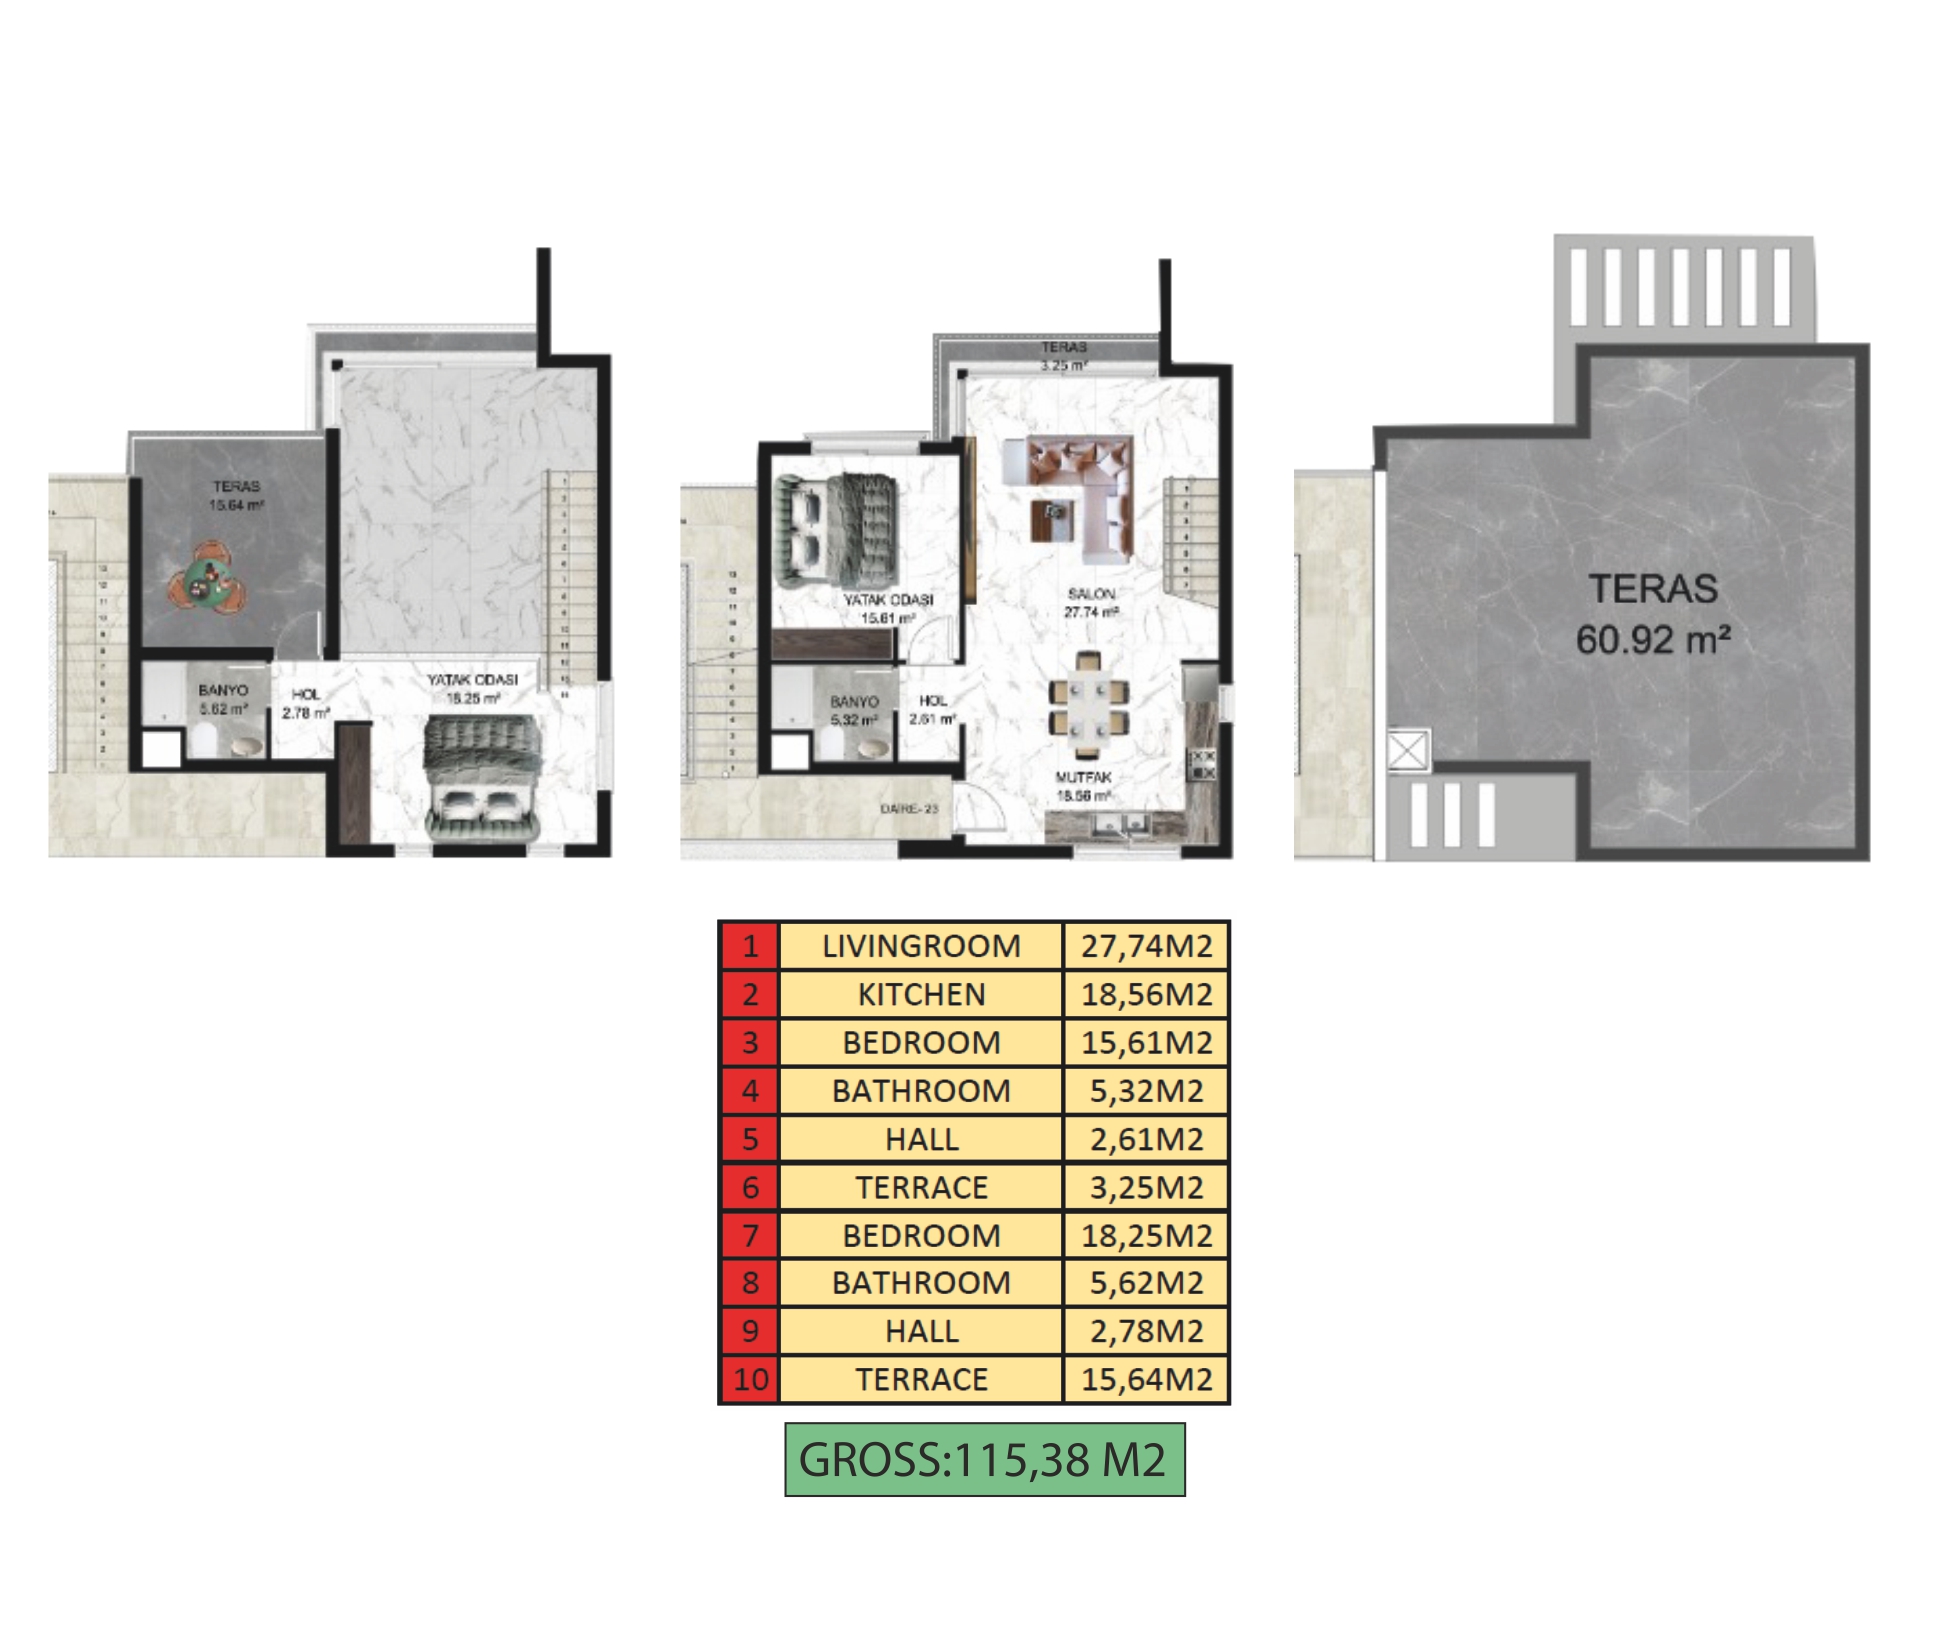 TERAS
15.64 m²
BANYO
5.62 m²
HOL
2.78 m²
YATAK ODASI
18.25 m²
TERAS
3.25 m²
YATAK ODASI
15.61 m²
SALON
27.74 m²
BANYO
5.32 m²
HOL
2.61 m²
MUTFAK
18.56 m²
DAİRE-23
TERAS
60.92 m²
1 LIVINGROOM 27,74M2
2 KITCHEN 18,56M2
3 BEDROOM 15,61M2
4 BATHROOM 5,32M2
5 HALL 2,61M2
6 TERRACE 3,25M2
7 BEDROOM 18,25M2
8 BATHROOM 5,62M2
9 HALL 2,78M2
10 TERRACE 15,64M2
GROSS:115,38 M2